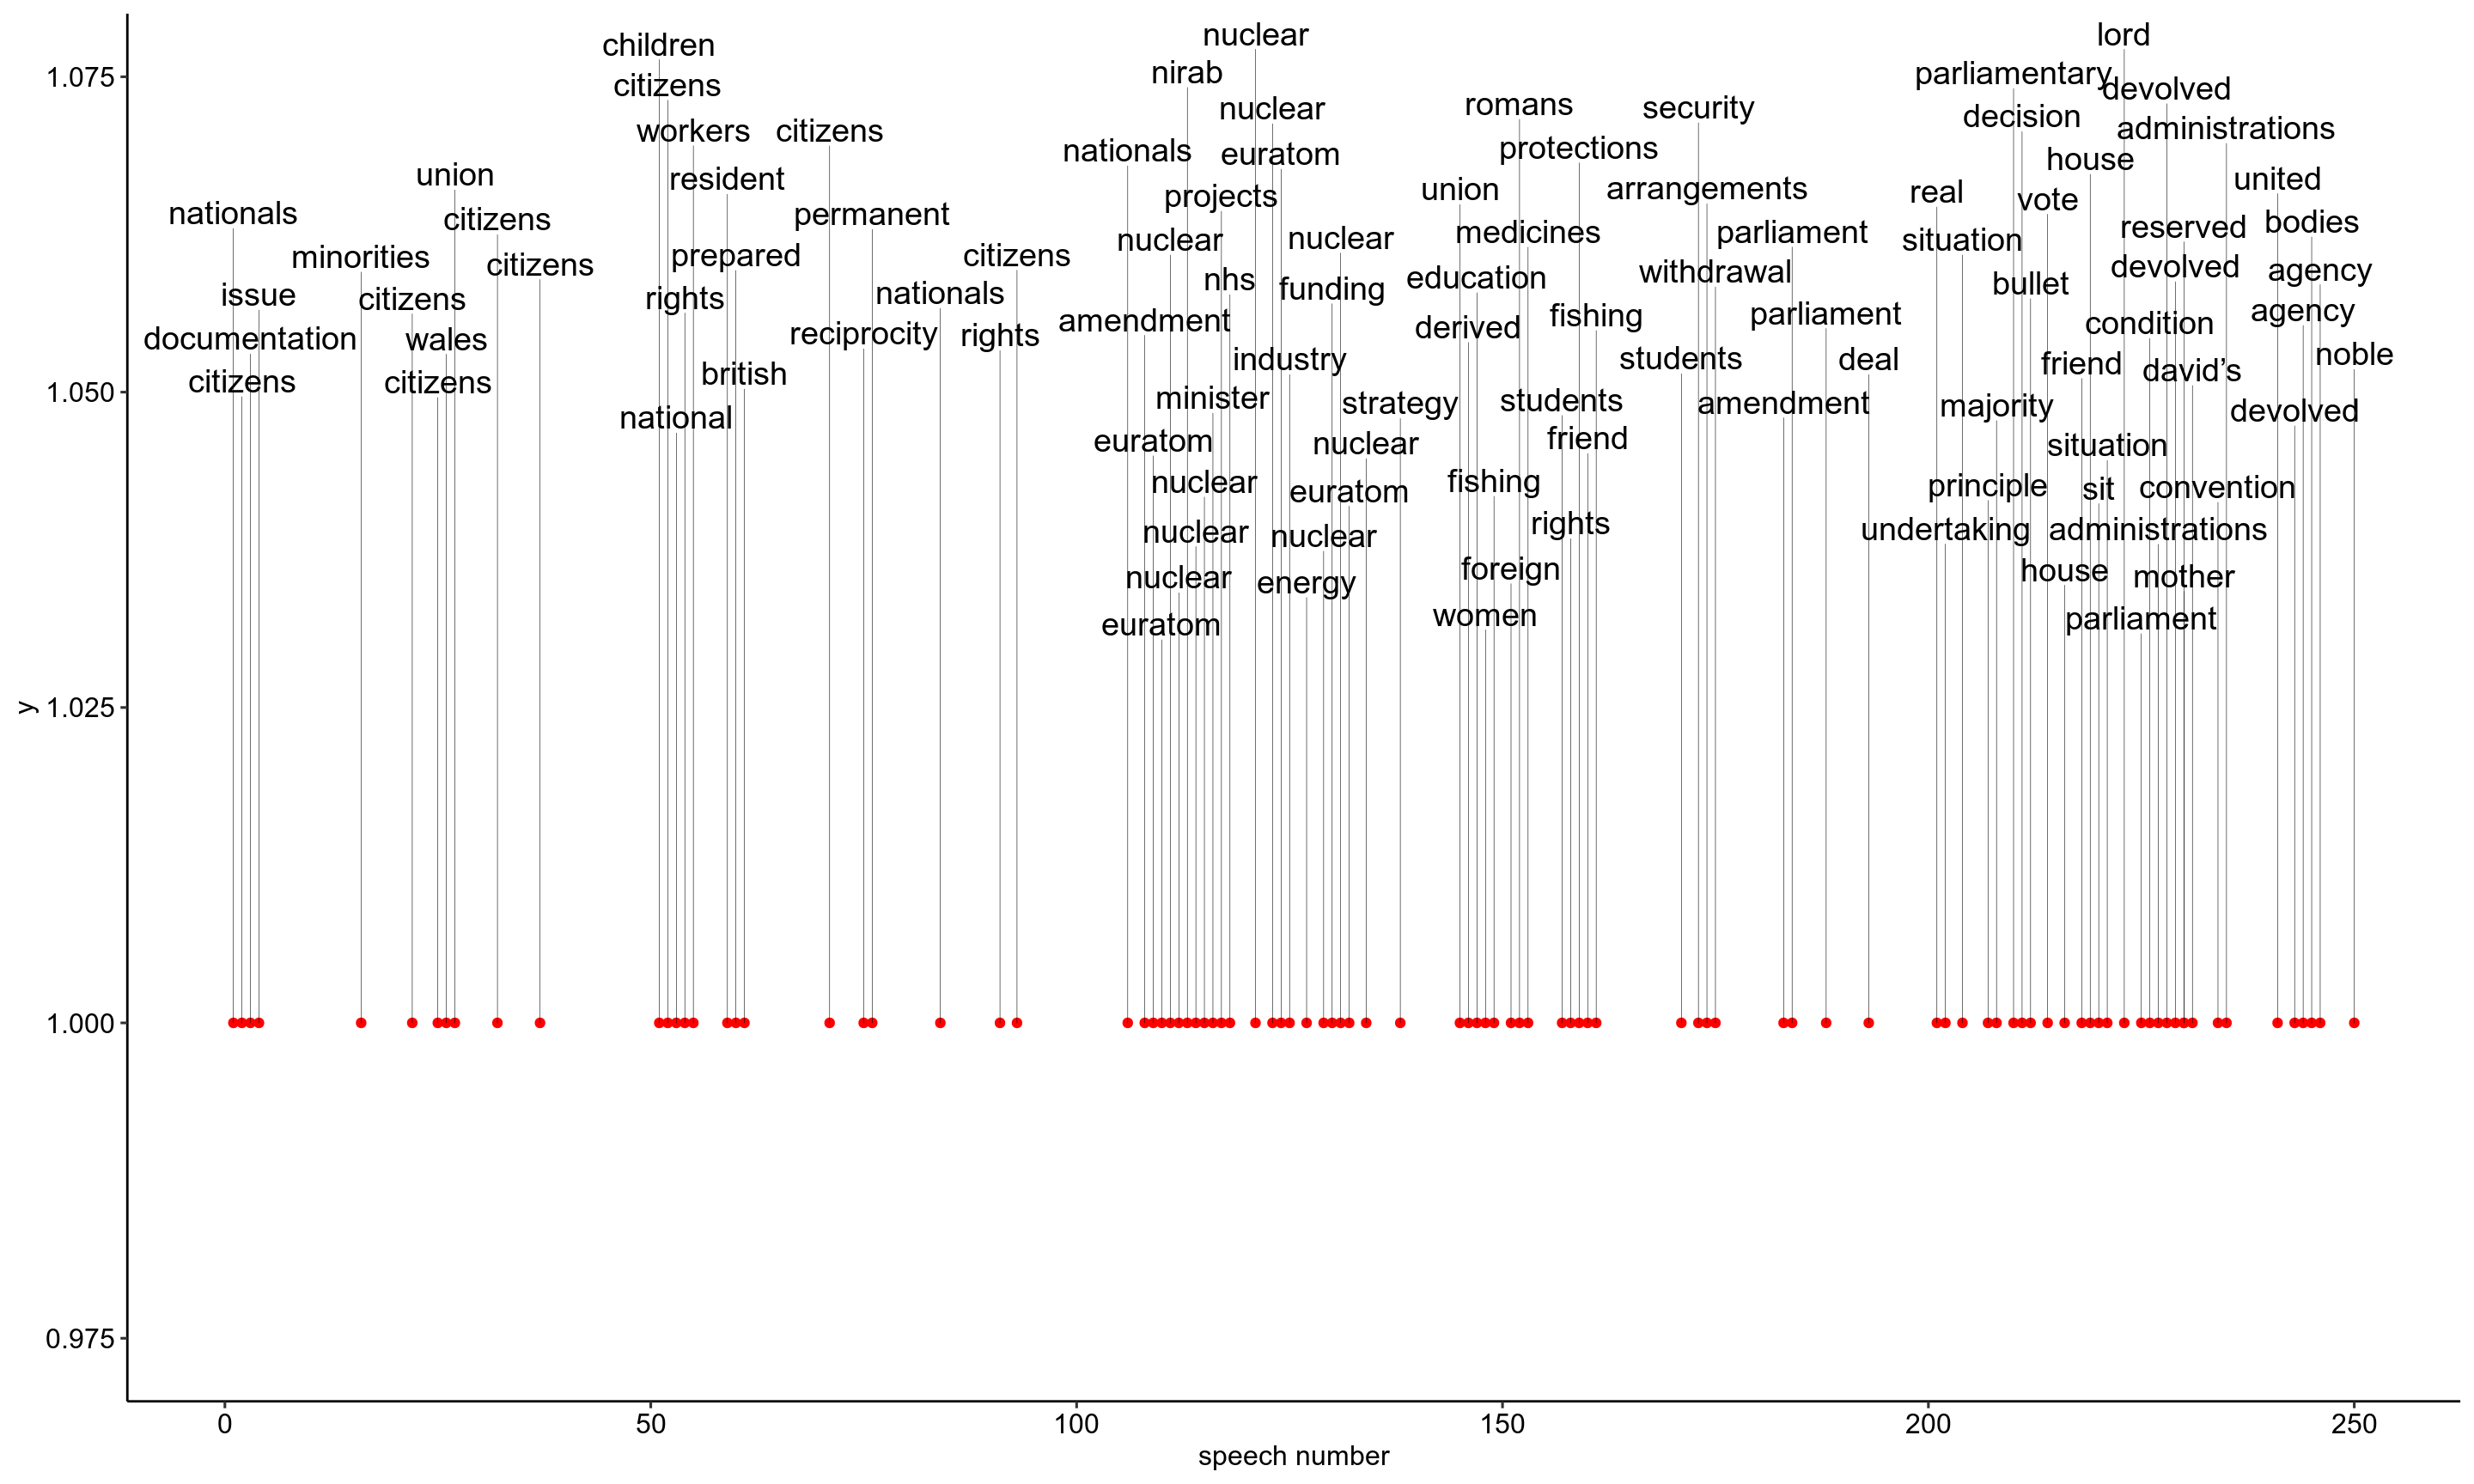 nuclear
lord
children
nirab
parliamentary
1.075
citizens
devolved
romans
security
nuclear
decision
workers
citizens
administrations
nationals
protections
euratom
house
union
resident
united
union
arrangements
real
projects
vote
nationals
permanent
citizens
bodies
reserved
medicines
parliament
nuclear
nuclear
situation
minorities
prepared
citizens
citizens
devolved
agency
withdrawal
education
nhs
bullet
funding
nationals
issue
citizens
rights
agency
parliament
fishing
amendment
condition
derived
reciprocity
rights
documentation
wales
noble
students
deal
industry
friend
david’s
british
citizens
citizens
1.050
minister
students
strategy
amendment
majority
devolved
national
friend
euratom
nuclear
situation
fishing
nuclear
principle
convention
sit
euratom
rights
undertaking
administrations
nuclear
nuclear
foreign
house
nuclear
mother
energy
women
parliament
euratom
1.025
y
1.000
0.975
0
50
100
150
200
250
speech number